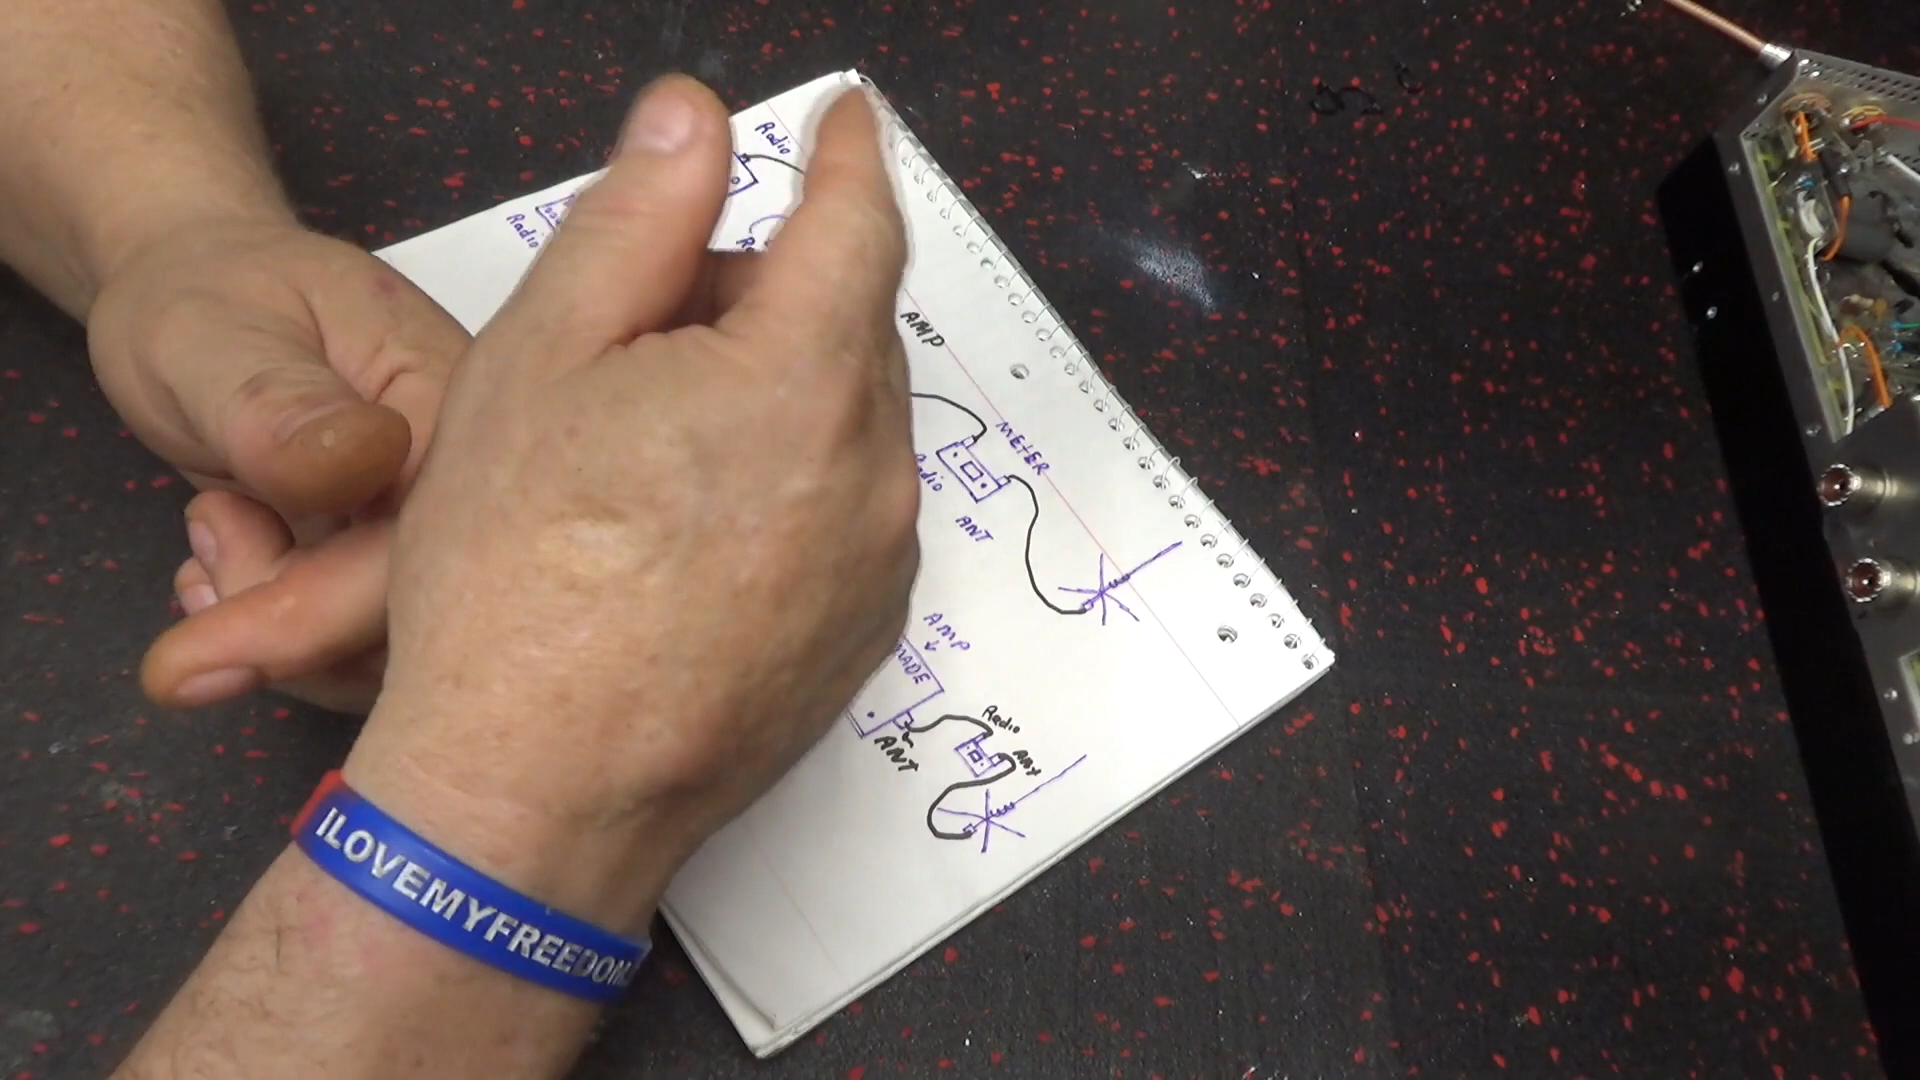 Radio
Radio
AMP
METER
Radio
ANT
AMP
MADE
Radio
ANT
ANT
ILOVEMYFREEDOM